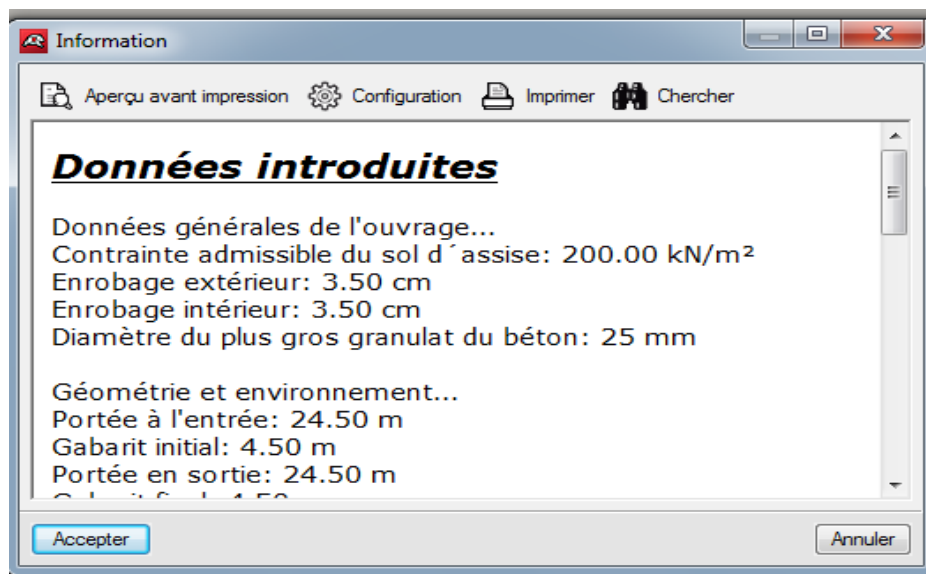 Information
Aperçu avant impression Configuration Imprimer Chercher
Données introduites
Données générales de l'ouvrage...
Contrainte admissible du sol d´assise: 200.00 kN/m²
Enrobage extérieur: 3.50 cm
Enrobage intérieur: 3.50 cm
Diamètre du plus gros granulat du béton: 25 mm
Géométrie et environnement...
Portée à l'entrée: 24.50 m
Gabarit initial: 4.50 m
Portée en sortie: 24.50 m
Accepter Annuler